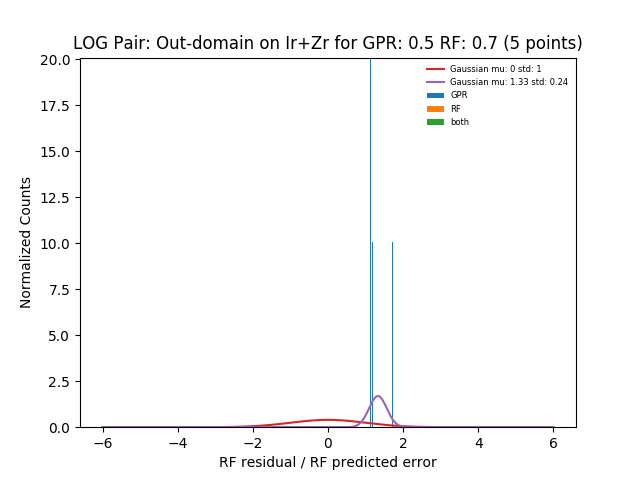 LOG Pair: Out-domain on Ir+Zr for GPR: 0.5 RF: 0.7 (5 points)
Gaussian mu: 0 std: 1
Gaussian mu: 1.33 std: 0.24
GPR
RF
both
Normalized Counts
20.0
17.5
15.0
12.5
10.0
7.5
5.0
2.5
0.0
−6 −4 −2 0 2 4 6
RF residual / RF predicted error